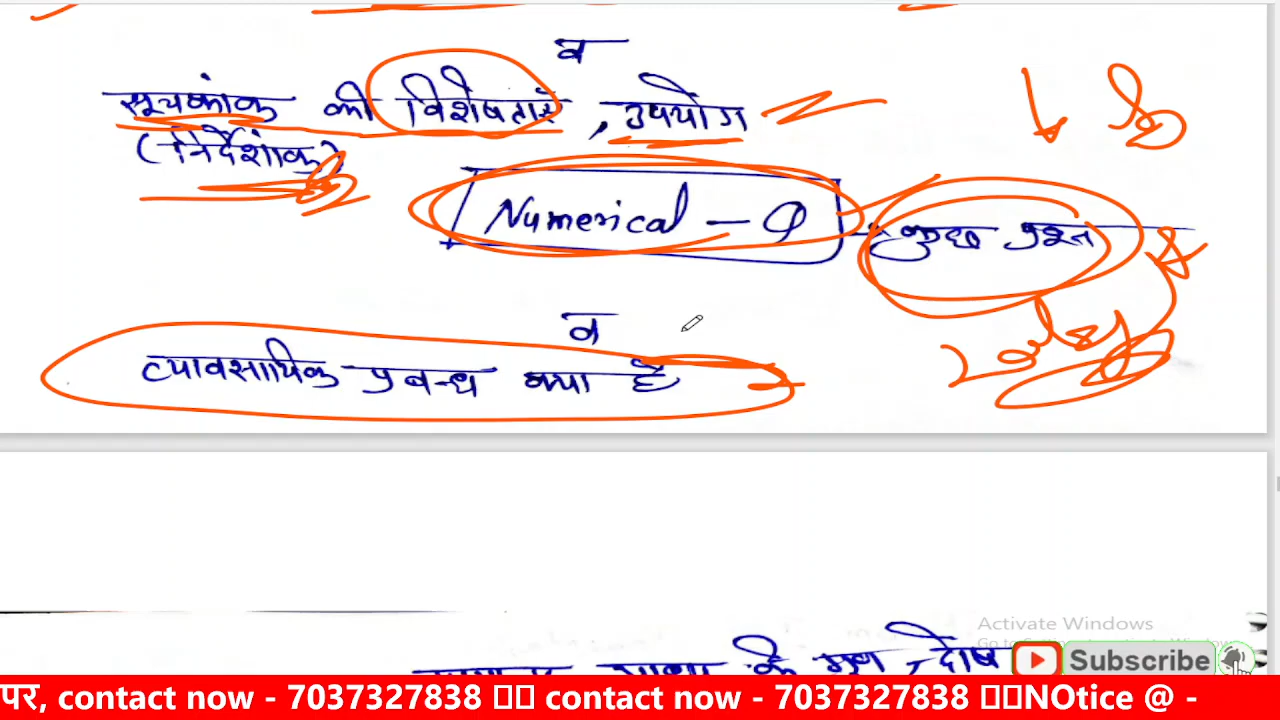 व
सूचकांक की विशेषताएँ, उपयोग
(निर्देशांक)
Numerical - Q कुछ प्रश्न
व
व्यावसायिक प्रबन्ध क्या है
Activate Windows
के गुण, दोष
Subscribe
पर, contact now - 7037327838 contact now - 7037327838 NOtice @ -